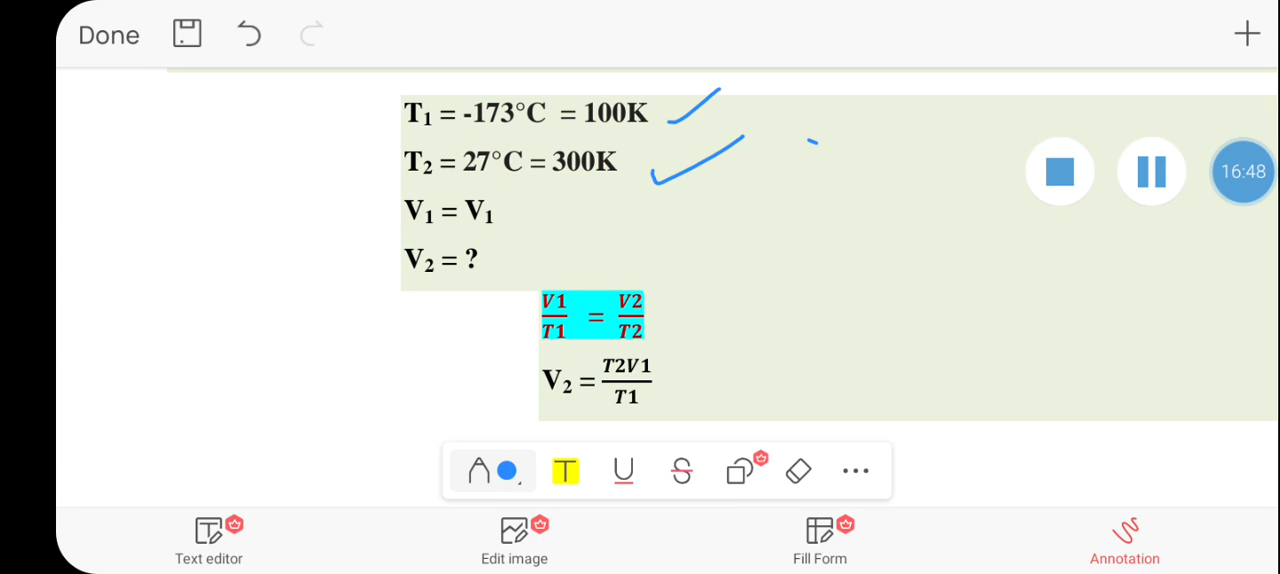 Done
T₁ = -173°C = 100K
T₂ = 27°C = 300K
16:48
V₁ = V₁
V₂ = ?
V1/T1 = V2/T2
V₂ = T2V1/T1
T U S
Text editor Edit image Fill Form Annotation